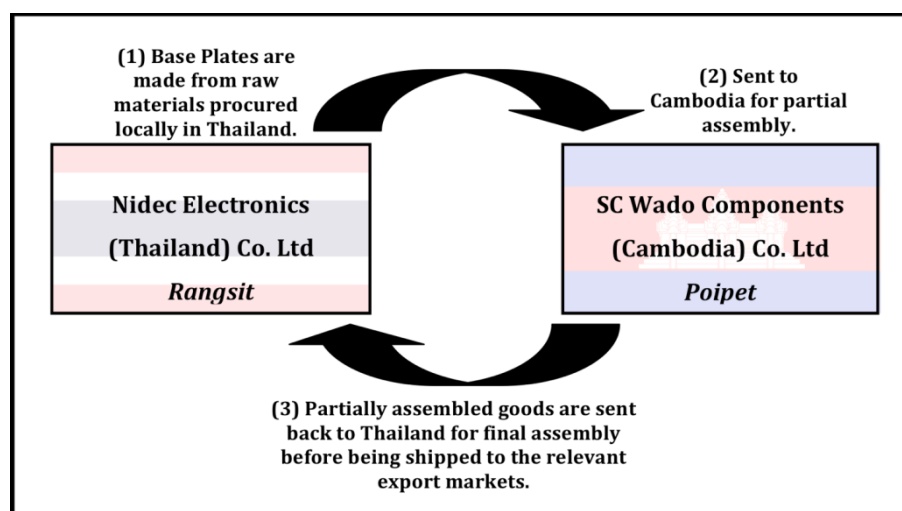 (1) Base Plates are
made from raw
materials procured
locally in Thailand.
(2) Sent to
Cambodia for partial
assembly.
Nidec Electronics
(Thailand) Co. Ltd
Rangsit
SC Wado Components
(Cambodia) Co. Ltd
Poipet
(3) Partially assembled goods are sent
back to Thailand for final assembly
before being shipped to the relevant
export markets.